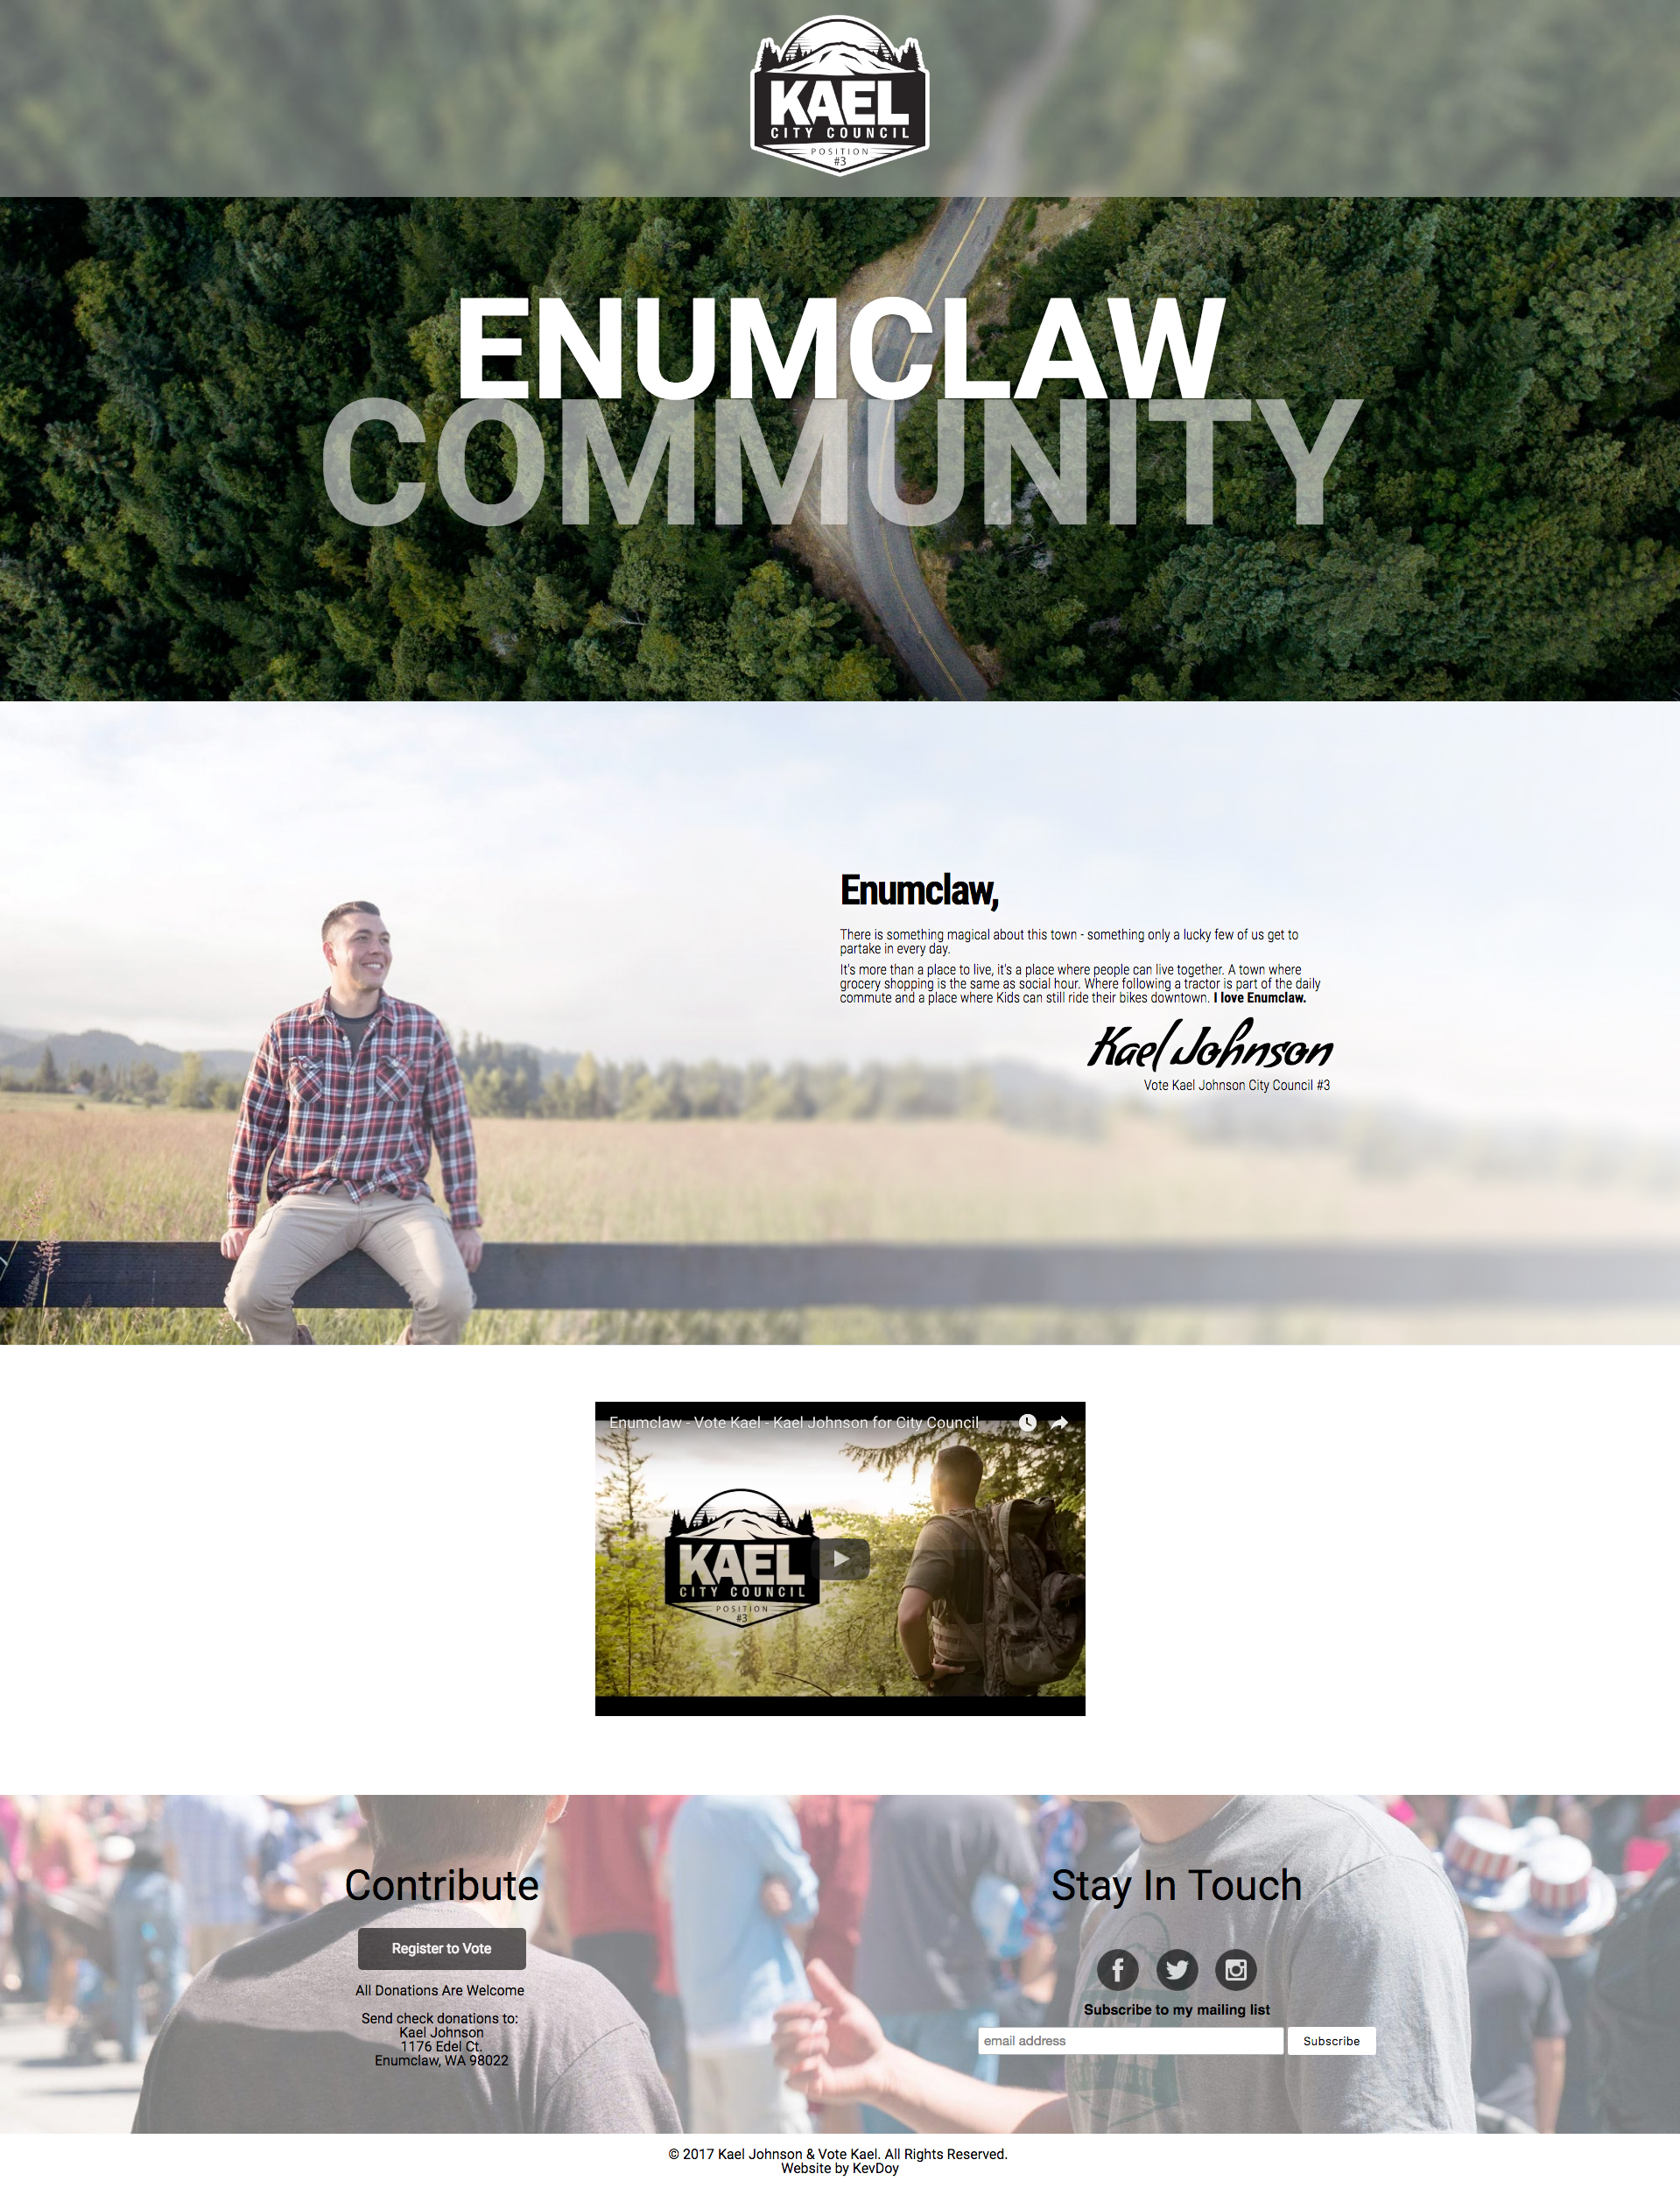 KAEL
CITY COUNCIL
POSITION
#3
ENUMCLAW
COMMUNITY
Enumclaw,
There is something magical about this town - something only a lucky few of us get to
partake in every day.
It's more than a place to live, it's a place where people can live together. A town where
grocery shopping is the same as social hour. Where following a tractor is part of the daily
commute and a place where Kids can still ride their bikes downtown. I love Enumclaw.
Kael Johnson
Vote Kael Johnson City Council #3
Enumclaw - Vote Kael - Kael Johnson for City Council
KAEL
CITY COUNCIL
POSITION
#3
Contribute
Register to Vote
All Donations Are Welcome
Send check donations to:
Kael Johnson
1176 Edel Ct.
Enumclaw, WA 98022
Stay In Touch
Subscribe to my mailing list
email address
Subscribe
© 2017 Kael Johnson & Vote Kael. All Rights Reserved.
Website by KevDoy